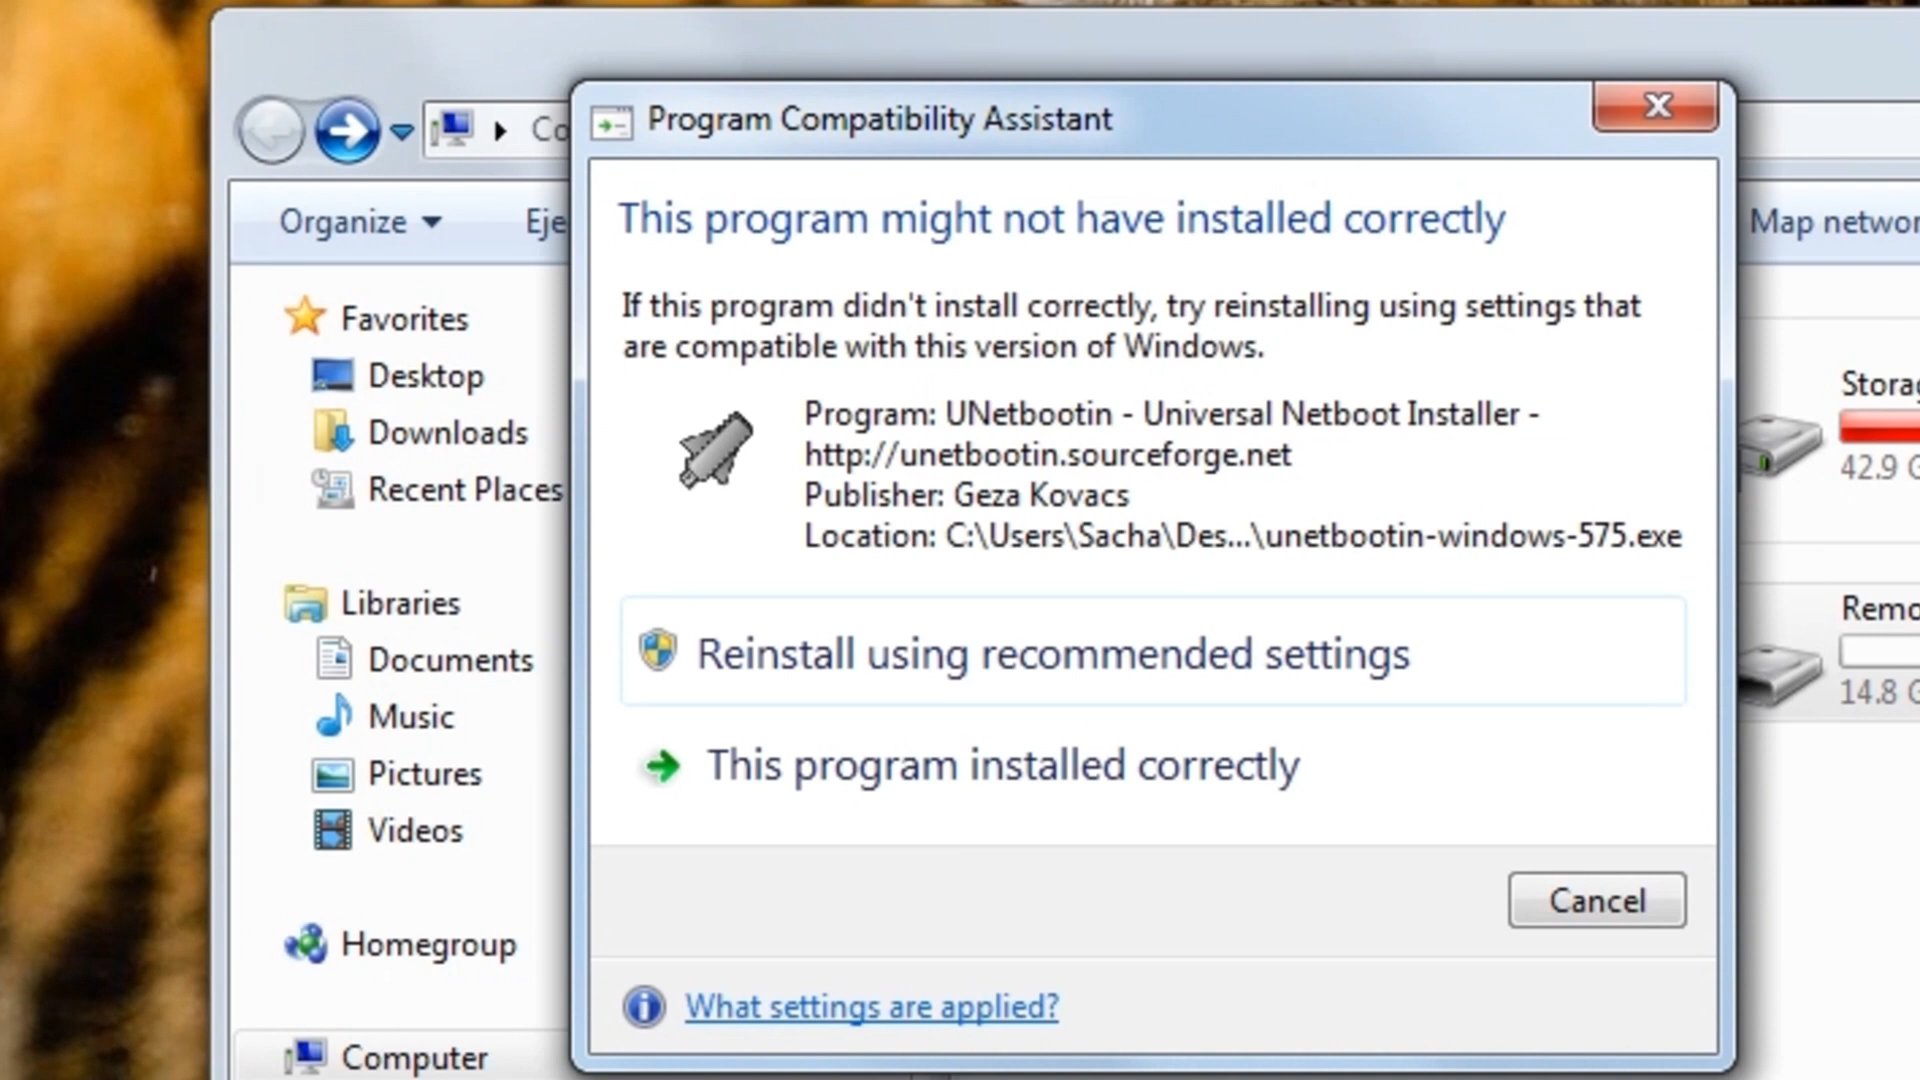 Program Compatibility Assistant
This program might not have installed correctly
If this program didn't install correctly, try reinstalling using settings that
are compatible with this version of Windows.
Program: UNetbootin - Universal Netboot Installer -
http://unetbootin.sourceforge.net
Publisher: Geza Kovacs
Location: C:\Users\Sacha\Des...\unetbootin-windows-575.exe
Reinstall using recommended settings
This program installed correctly
Cancel
What settings are applied?
Co
Organize
Eje
Map networ
Favorites
Desktop
Downloads
Recent Places
Libraries
Documents
Music
Pictures
Videos
Homegroup
Computer
Storag
42.9 G
Remo
14.8 G